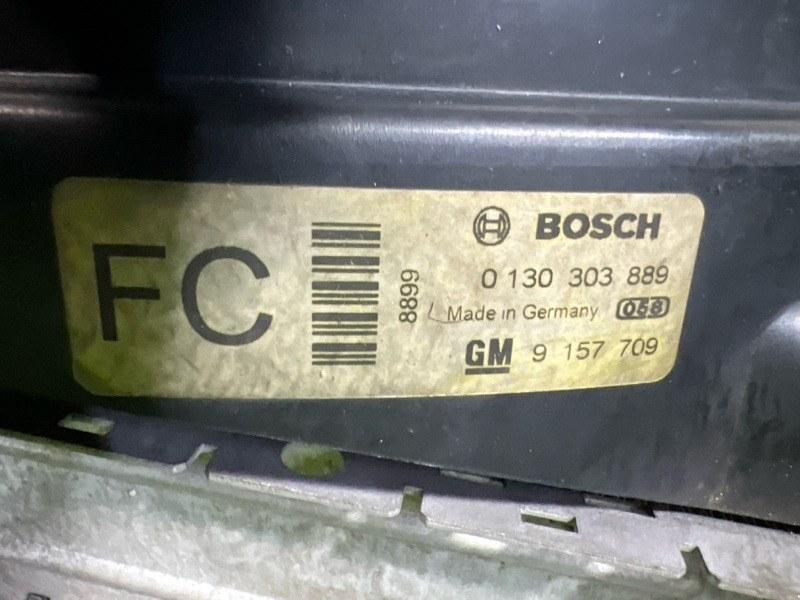 FC
8899
BOSCH
0 130 303 889
Made in Germany 058
GM 9 157 709